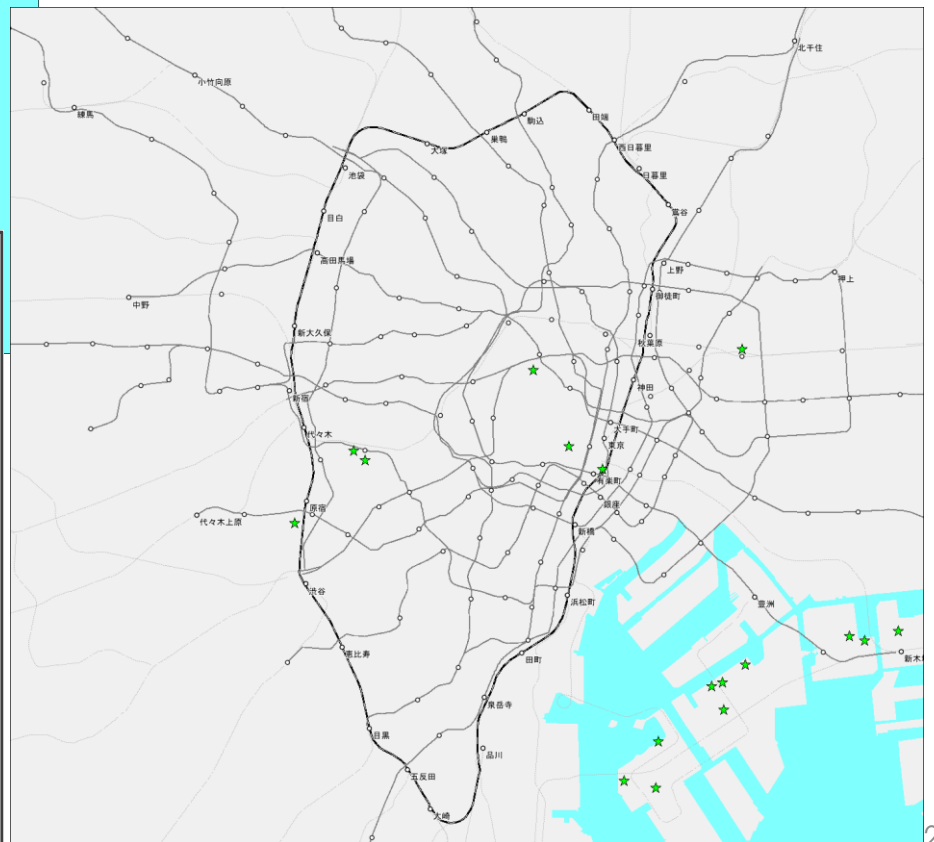 北千住
小竹向原
練馬
駒込
田端
巣鴨
大塚
西日暮里
池袋
日暮里
目白
鶯谷
高田馬場
上野
押上
中野
御徒町
新大久保
秋葉原
神田
新宿
大手町
代々木
東京
有楽町
銀座
原宿
代々木上原
新橋
渋谷
浜松町
豊洲
恵比寿
田町
新木
泉岳寺
目黒
品川
五反田
大崎
2